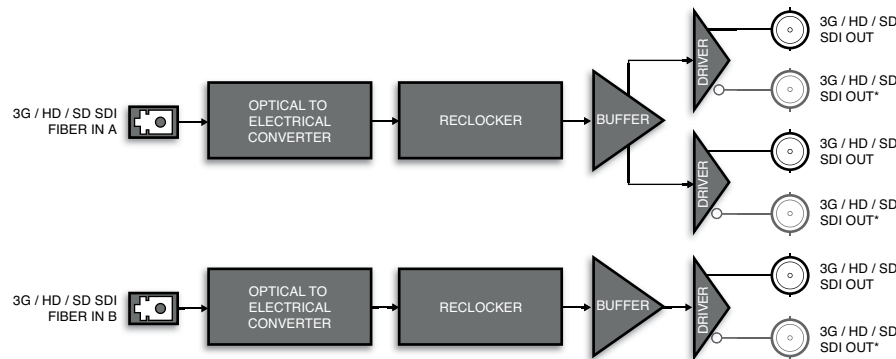 3G / HD / SD SDI
FIBER IN A
OPTICAL TO
ELECTRICAL
CONVERTER
RECLOCKER
BUFFER
DRIVER
3G / HD / SD
SDI OUT
3G / HD / SD
SDI OUT*
DRIVER
3G / HD / SD
SDI OUT
3G / HD / SD
SDI OUT*
3G / HD / SD SDI
FIBER IN B
OPTICAL TO
ELECTRICAL
CONVERTER
RECLOCKER
BUFFER
DRIVER
3G / HD / SD
SDI OUT
3G / HD / SD
SDI OUT*